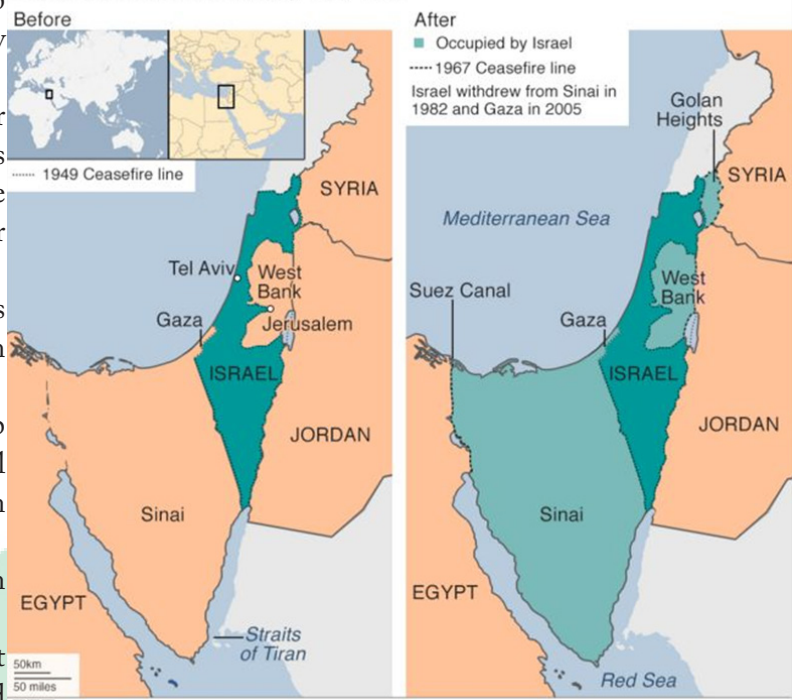 Before
1949 Ceasefire line
SYRIA
Tel Aviv
West
Bank
Gaza
Jerusalem
ISRAEL
JORDAN
Sinai
EGYPT
Straits
of Tiran
50km
50 miles
After
Occupied by Israel
1967 Ceasefire line
Israel withdrew from Sinai in
1982 and Gaza in 2005
Golan
Heights
SYRIA
Mediterranean Sea
Suez Canal
West
Bank
Gaza
ISRAEL
JORDAN
Sinai
EGYPT
Red Sea